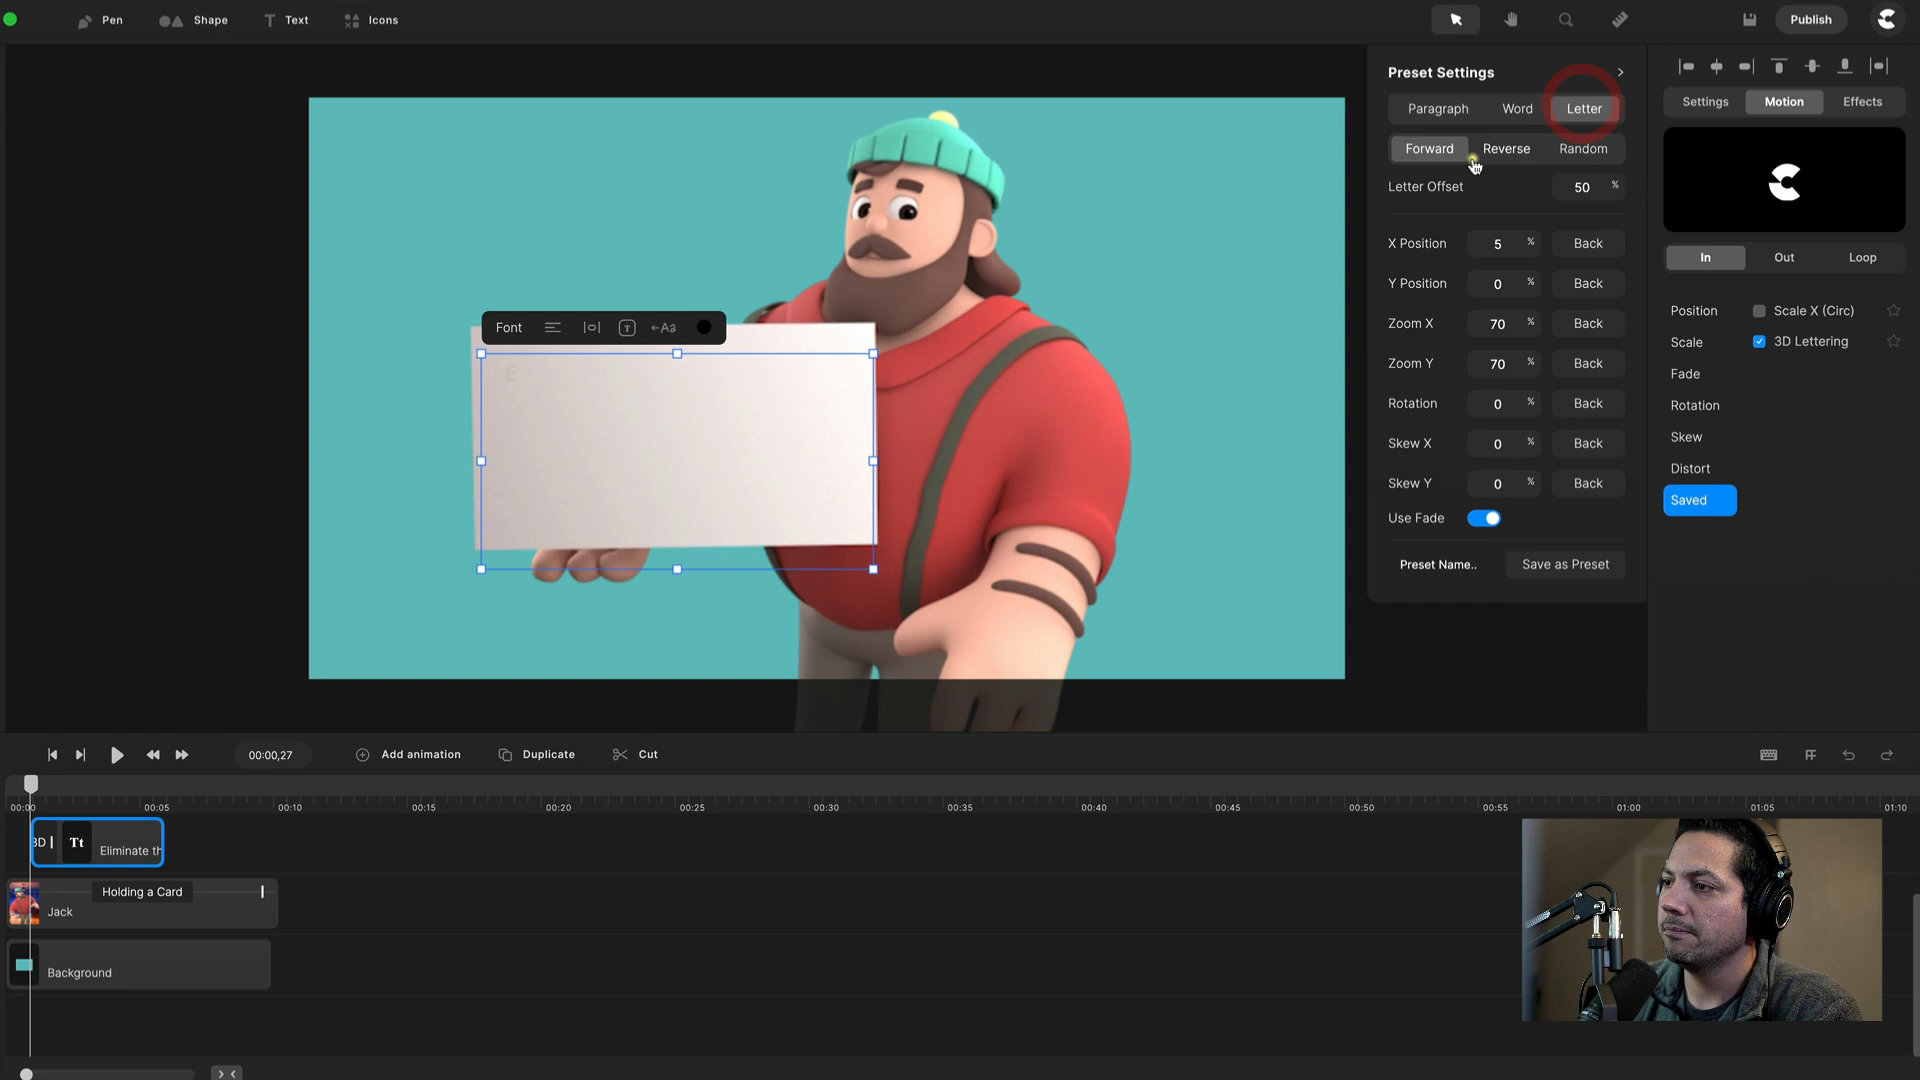 Pen
Shape
Text
Icons
Publish
Preset Settings
Paragraph Word Letter
Forward Reverse Random
Letter Offset 50 %
X Position 5 % Back
Y Position 0 % Back
Zoom X 70 % Back
Zoom Y 70 % Back
Rotation 0 % Back
Skew X 0 % Back
Skew Y 0 % Back
Use Fade
Preset Name.. Save as Preset
Settings Motion Effects
In Out Loop
Position
Scale
Fade
Rotation
Skew
Distort
Saved
Scale X (Circ)
3D Lettering
Font T Aa
E
00:00,27 Add animation Duplicate Cut
00:00 00:05 00:10 00:15 00:20 00:25 00:30 00:35 00:40 00:45 00:50 00:55 01:00 01:05 01:10
3D Tt Eliminate th
Holding a Card
Jack
Background